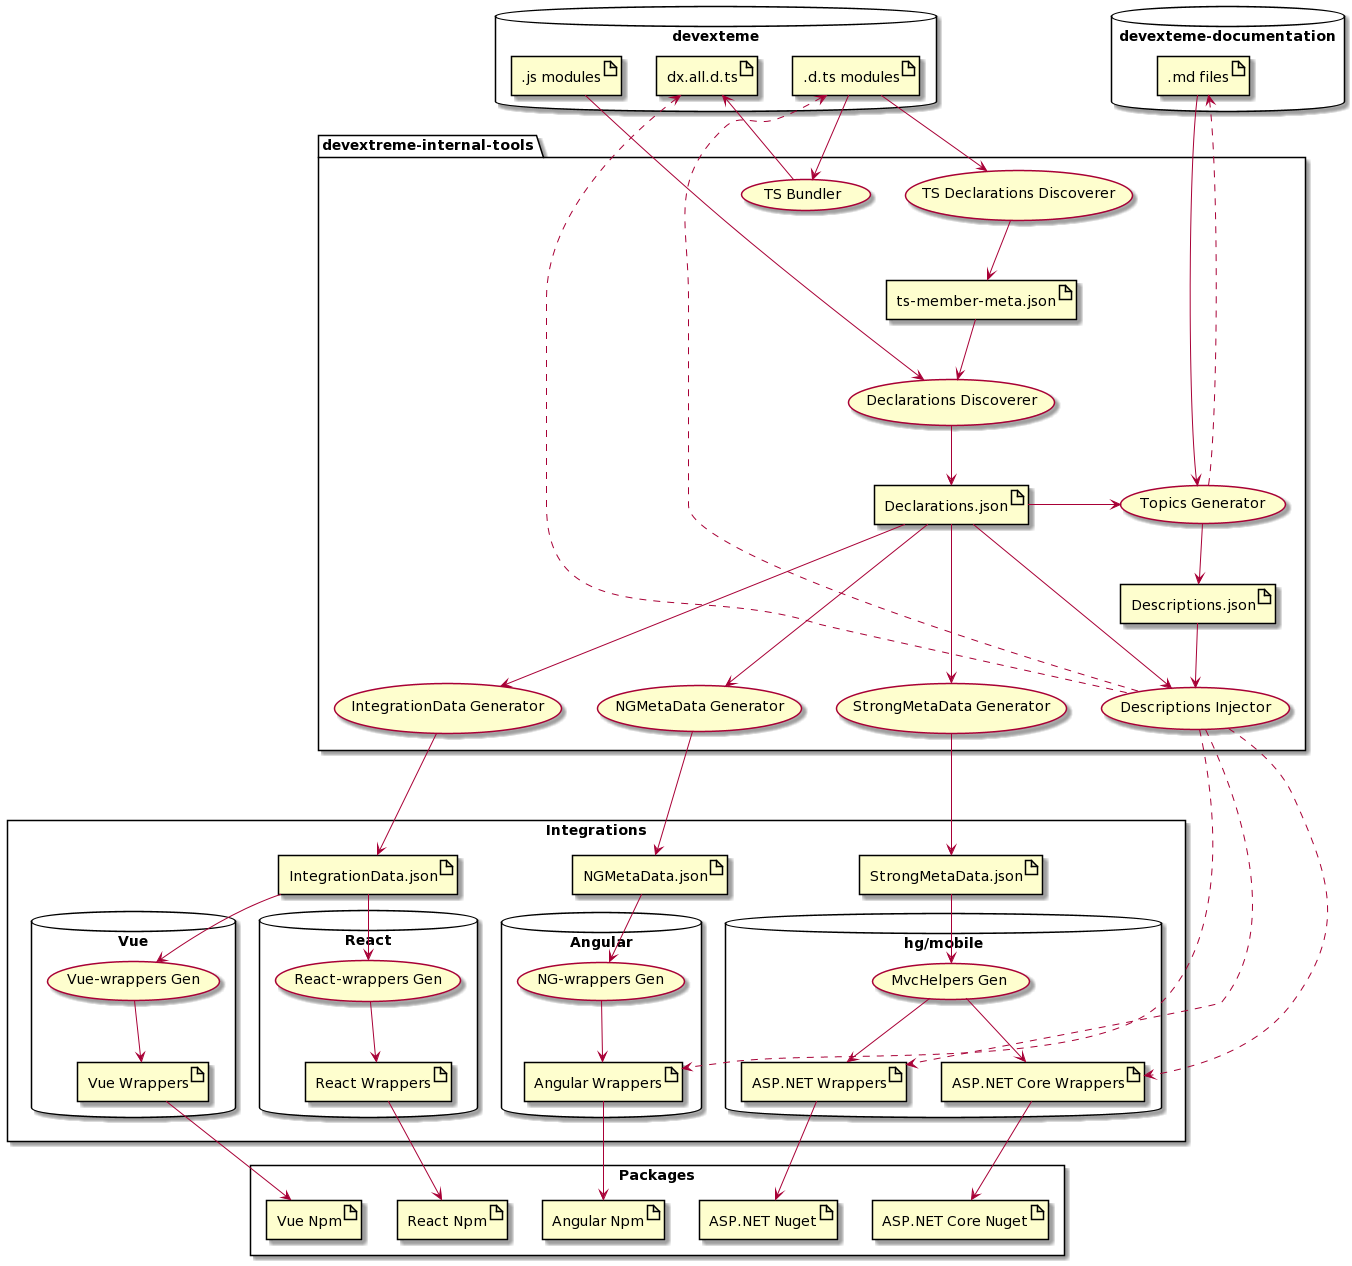 devexteme
devexteme-documentation
.js modules
dx.all.d.ts
.d.ts modules
.md files
devextreme-internal-tools
TS Bundler
TS Declarations Discoverer
ts-member-meta.json
Declarations Discoverer
Declarations.json
Topics Generator
Descriptions.json
IntegrationData Generator
NGMetaData Generator
StrongMetaData Generator
Descriptions Injector
Integrations
IntegrationData.json
NGMetaData.json
StrongMetaData.json
Vue
React
Angular
hg/mobile
Vue-wrappers Gen
React-wrappers Gen
NG-wrappers Gen
MvcHelpers Gen
Vue Wrappers
React Wrappers
Angular Wrappers
ASP.NET Wrappers
ASP.NET Core Wrappers
Packages
Vue Npm
React Npm
Angular Npm
ASP.NET Nuget
ASP.NET Core Nuget